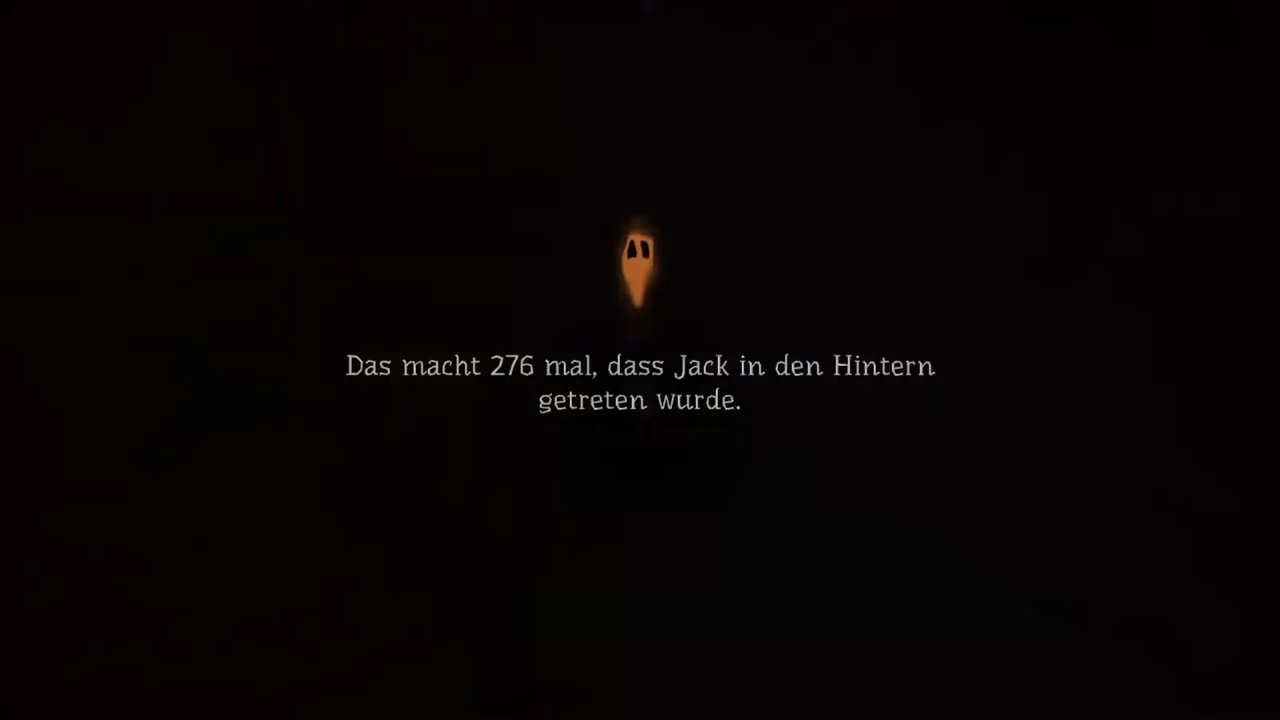 Das macht 276 mal, dass Jack in den Hintern
getreten wurde.